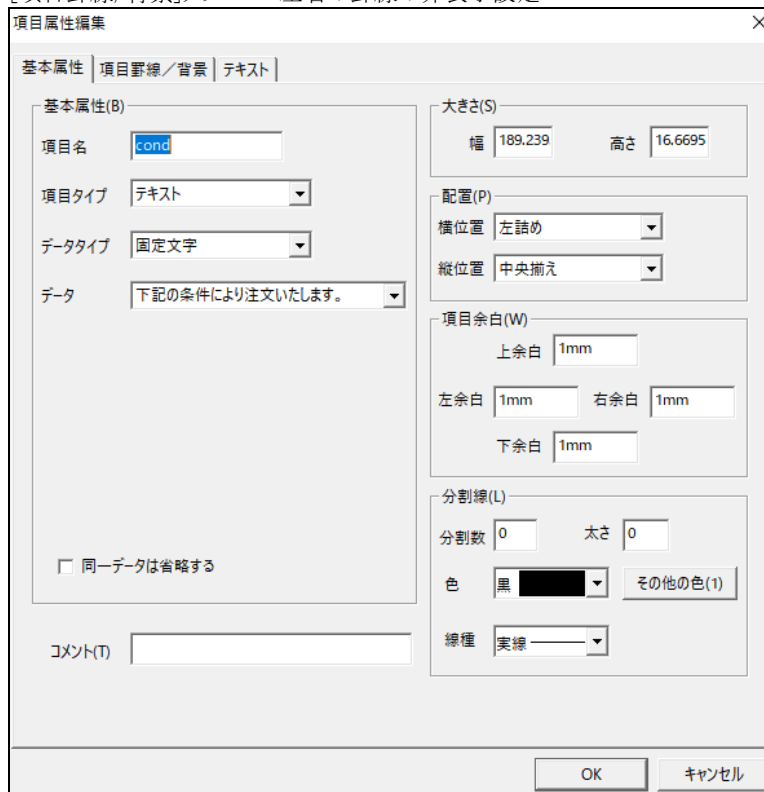 項目属性編集
基本属性 項目罫線／背景 テキスト
基本属性(B)
項目名 cond
項目タイプ テキスト
データタイプ 固定文字
データ 下記の条件により注文いたします。
同一データは省略する
コメント(T)
大きさ(S)
幅 189.239 高さ 16.6695
配置(P)
横位置 左詰め
縦位置 中央揃え
項目余白(W)
上余白 1mm
左余白 1mm 右余白 1mm
下余白 1mm
分割線(L)
分割数 0 太さ 0
色 黒 その他の色(1)
線種 実線
OK キャンセル